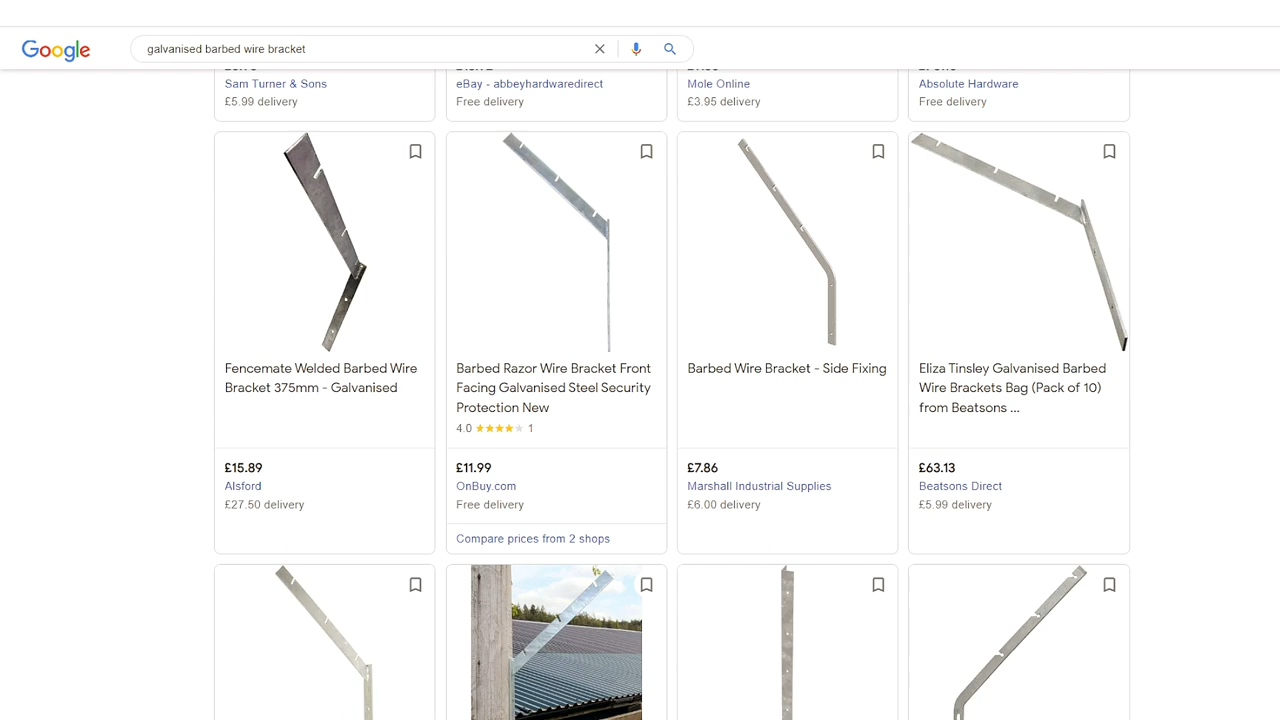 Google
galvanised barbed wire bracket
Sam Turner & Sons
£5.99 delivery
eBay - abbeyhardwaredirect
Free delivery
Mole Online
£3.95 delivery
Absolute Hardware
Free delivery
Fencemate Welded Barbed Wire
Bracket 375mm - Galvanised
£15.89
Alsford
£27.50 delivery
Barbed Razor Wire Bracket Front
Facing Galvanised Steel Security
Protection New
4.0 ★★★★★ 1
£11.99
OnBuy.com
Free delivery
Compare prices from 2 shops
Barbed Wire Bracket - Side Fixing
£7.86
Marshall Industrial Supplies
£6.00 delivery
Eliza Tinsley Galvanised Barbed
Wire Brackets Bag (Pack of 10)
from Beatsons ...
£63.13
Beatsons Direct
£5.99 delivery